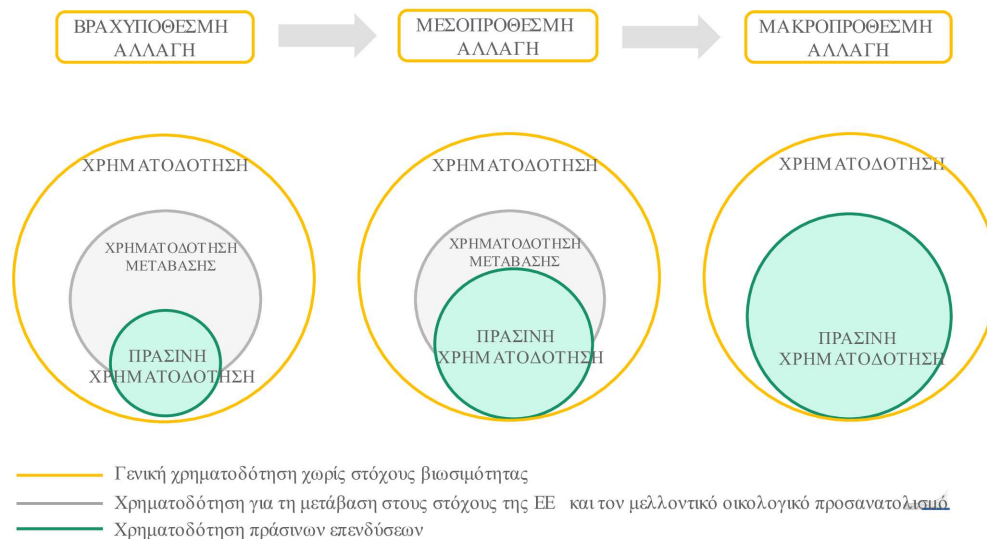 ΒΡΑΧΥΠΟΘΕΣΜΗ
ΑΛΛΑΓΗ
ΜΕΣΟΠΡΟΘΕΣΜΗ
ΑΛΛΑΓΗ
ΜΑΚΡΟΠΡΟΘΕΣΜΗ
ΑΛΛΑΓΗ
ΧΡΗΜΑΤΟΔΟΤΗΣΗ
ΧΡΗΜΑΤΟΔΟΤΗΣΗ
ΜΕΤΑΒΑΣΗΣ
ΠΡΑΣΙΝΗ
ΧΡΗΜΑΤΟΔΟΤΗΣΗ
ΧΡΗΜΑΤΟΔΟΤΗΣΗ
ΧΡΗΜΑΤΟΔΟΤΗΣΗ
ΜΕΤΑΒΑΣΗΣ
ΠΡΑΣΙΝΗ
ΧΡΗΜΑΤΟΔΟΤΗΣΗ
ΧΡΗΜΑΤΟΔΟΤΗΣΗ
ΠΡΑΣΙΝΗ
ΧΡΗΜΑΤΟΔΟΤΗΣΗ
Γενική χρηματοδότηση χωρίς στόχους βιωσιμότητας
Χρηματοδότηση για τη μετάβαση στους στόχους της ΕΕ και τον μελλοντικό οικολογικό προσανατολισμό
Χρηματοδότηση πράσινων επενδύσεων